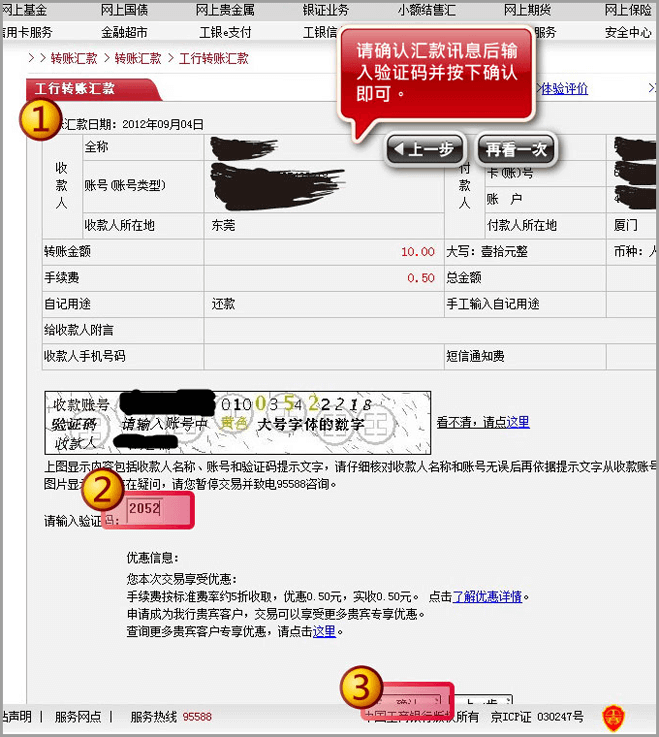 网上基金 网上国债 网上贵金属 银证业务 小额结售汇 网上期货 网上保险
信用卡服务 金融超市 工银e支付 工银信 服务 安全中心
> > 转账汇款 > 转账汇款 > 工行转账汇款
请确认汇款讯息后输
入验证码并按下确认
即可。
工行转账汇款
体验评价
1
汇款日期：2012年09月04日
上一步
再看一次
收款人
全称
账号(账号类型)
收款人所在地 东莞
付款人
卡(账)号
账 户
付款人所在地 厦门
转账金额 10.00 大写：壹拾元整 币种：
手续费 0.50 总金额
自记用途 还款 手工输入自记用途
给收款人附言
收款人手机号码 短信通知费
收款账号 010035422218
验证码 请输入账号中 黄色 大号字体的数字
收款人
看不清，请点这里
上图显示内容包括收款人名称、账号和验证码提示文字，请仔细核对收款人名称和账号无误后再依据提示文字从收款账号
图片显 在疑问，请您暂停交易并致电95588咨询。
2
请输入验证码： 2052
优惠信息：
您本次交易享受优惠：
手续费按标准费率约5折收取，优惠0.50元，实收0.50元。 点击了解优惠详情。
申请成为我行贵宾客户，交易可以享受更多贵宾专享优惠。
查询更多贵宾客户专享优惠，请点击这里。
3
确认 上一步
站声明 | 服务网点 | 服务热线 95588 中国工商银行版权所有 京ICP证 030247号